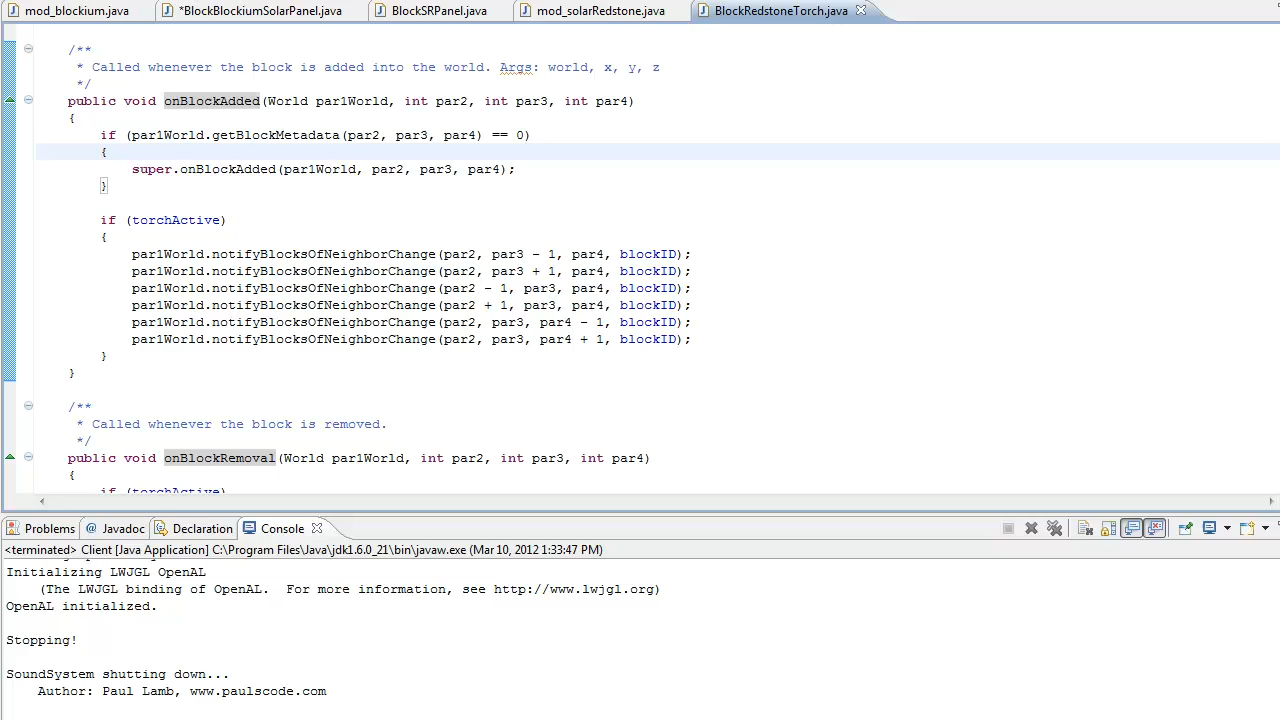 mod_blockium.java *BlockBlockiumSolarPanel.java BlockSRPanel.java mod_solarRedstone.java BlockRedstoneTorch.java
/**
* Called whenever the block is added into the world. Args: world, x, y, z
*/
public void onBlockAdded(World par1World, int par2, int par3, int par4)
{
if (par1World.getBlockMetadata(par2, par3, par4) == 0)
{
super.onBlockAdded(par1World, par2, par3, par4);
}
if (torchActive)
{
par1World.notifyBlocksOfNeighborChange(par2, par3 - 1, par4, blockID);
par1World.notifyBlocksOfNeighborChange(par2, par3 + 1, par4, blockID);
par1World.notifyBlocksOfNeighborChange(par2 - 1, par3, par4, blockID);
par1World.notifyBlocksOfNeighborChange(par2 + 1, par3, par4, blockID);
par1World.notifyBlocksOfNeighborChange(par2, par3, par4 - 1, blockID);
par1World.notifyBlocksOfNeighborChange(par2, par3, par4 + 1, blockID);
}
}
/**
* Called whenever the block is removed.
*/
public void onBlockRemoval(World par1World, int par2, int par3, int par4)
{
if (torchActive)
Problems @ Javadoc Declaration Console
<terminated> Client [Java Application] C:\Program Files\Java\jdk1.6.0_21\bin\javaw.exe (Mar 10, 2012 1:33:47 PM)
Initializing LWJGL OpenAL
(The LWJGL binding of OpenAL. For more information, see http://www.lwjgl.org)
OpenAL initialized.
Stopping!
SoundSystem shutting down...
Author: Paul Lamb, www.paulscode.com